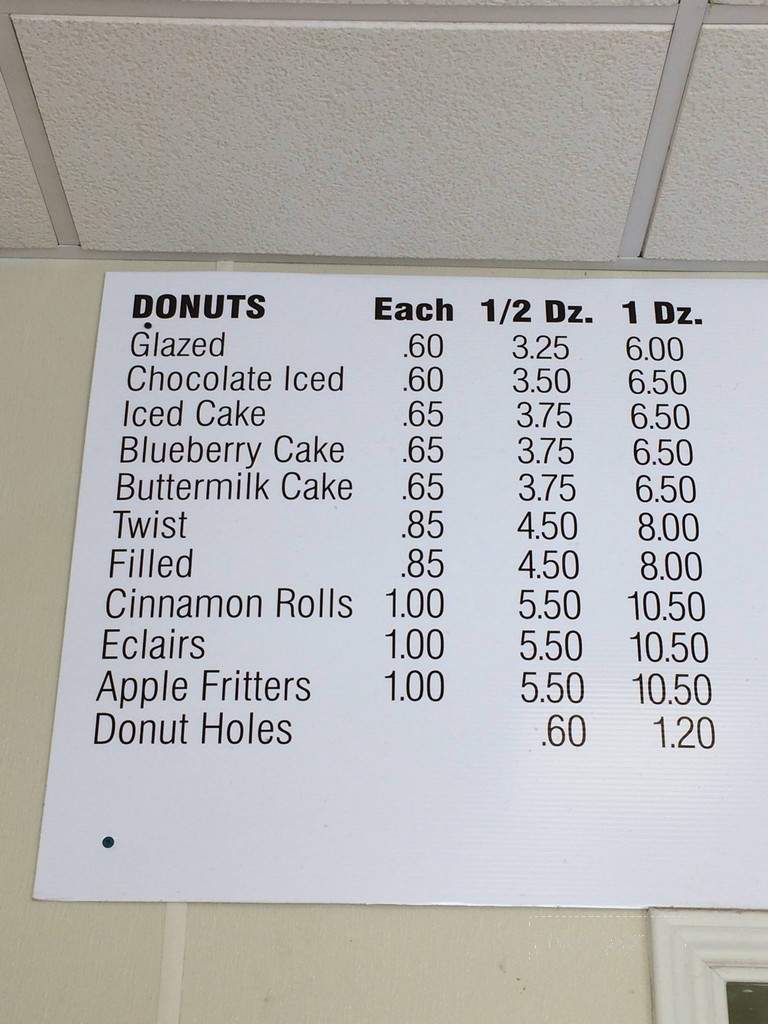 DONUTS Each 1/2 Dz. 1 Dz.
Glazed .60 3.25 6.00
Chocolate Iced .60 3.50 6.50
Iced Cake .65 3.75 6.50
Blueberry Cake .65 3.75 6.50
Buttermilk Cake .65 3.75 6.50
Twist .85 4.50 8.00
Filled .85 4.50 8.00
Cinnamon Rolls 1.00 5.50 10.50
Eclairs 1.00 5.50 10.50
Apple Fritters 1.00 5.50 10.50
Donut Holes .60 1.20